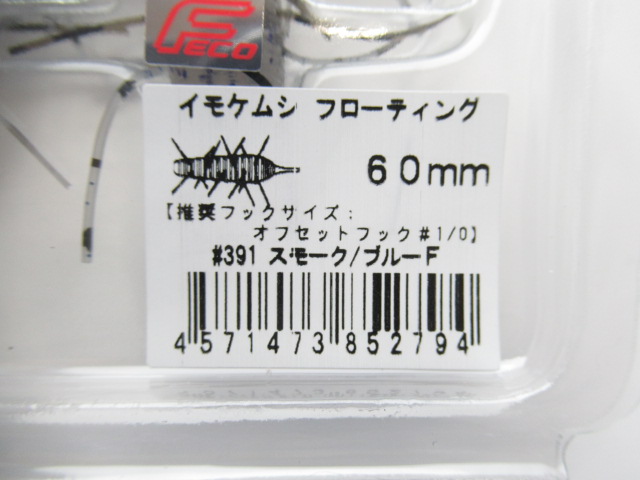 FECO
イモケムシ フローティング
60mm
【推奨フックサイズ:
オフセットフック#1/0】
#391 スモーク/ブルーF
4571473852794